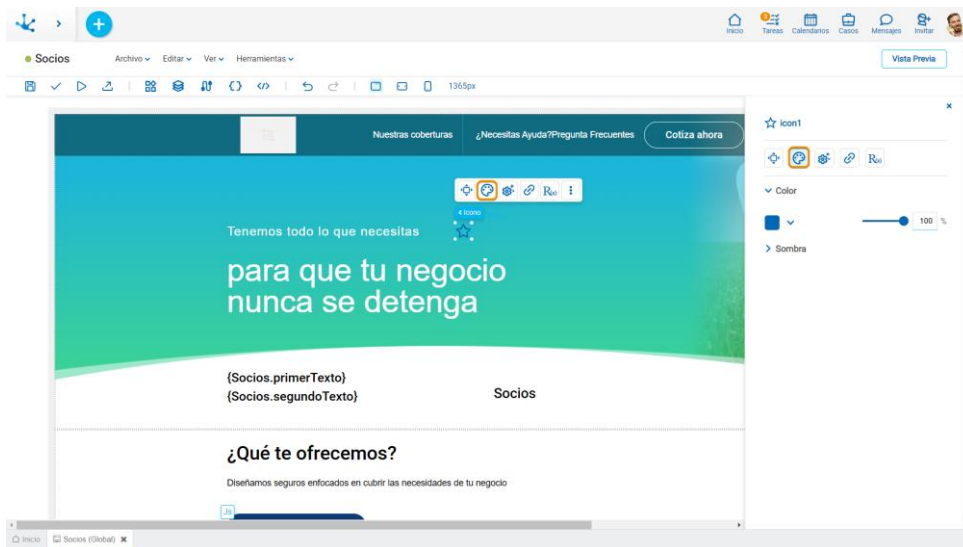 Inicio
3
Tareas
Calendarios
Casos
Mensajes
Invitar
Socios
Archivo
Editar
Ver
Herramientas
Vista Previa
1365px
Nuestras coberturas
¿Necesitas Ayuda?Pregunta Frecuentes
Cotiza ahora
icon1
Color
100 %
Sombra
< Icono
Tenemos todo lo que necesitas
para que tu negocio
nunca se detenga
{Socios.primerTexto}
{Socios.segundoTexto}
Socios
¿Qué te ofrecemos?
Diseñamos seguros enfocados en cubrir las necesidades de tu negocio
Js
Inicio
Socios (Global)